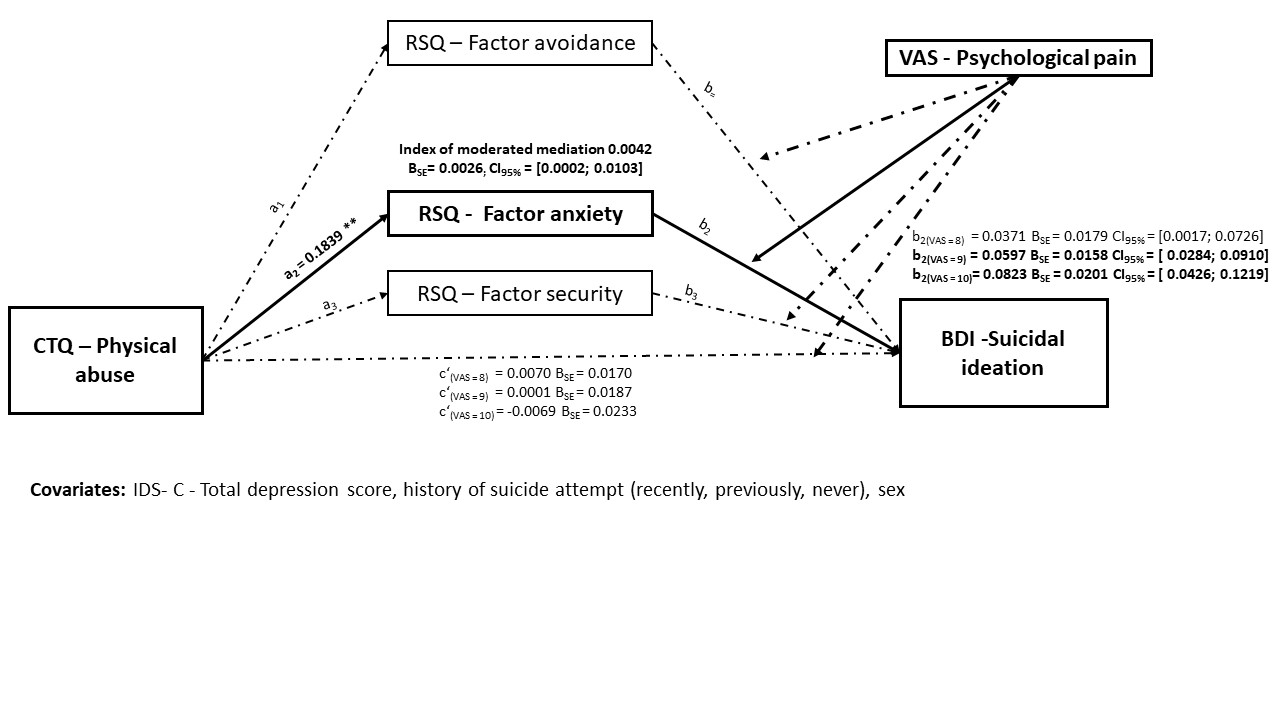 RSQ – Factor avoidance
VAS - Psychological pain
b=
Index of moderated mediation 0.0042
BSE= 0.0026, CI95% = [0.0002; 0.0103]
a1
RSQ - Factor anxiety
a2 = 0.1839 **
b2
b2(VAS = 8) = 0.0371 BSE = 0.0179 CI95% = [0.0017; 0.0726]
b2(VAS = 9) = 0.0597 BSE = 0.0158 CI95% = [ 0.0284; 0.0910]
b2(VAS = 10)= 0.0823 BSE = 0.0201 CI95% = [ 0.0426; 0.1219]
RSQ – Factor security
a3
b3
CTQ – Physical
abuse
BDI -Suicidal
ideation
c‘(VAS = 8) = 0.0070 BSE = 0.0170
c‘(VAS = 9) = 0.0001 BSE = 0.0187
c‘(VAS = 10) = -0.0069 BSE = 0.0233
Covariates: IDS- C - Total depression score, history of suicide attempt (recently, previously, never), sex